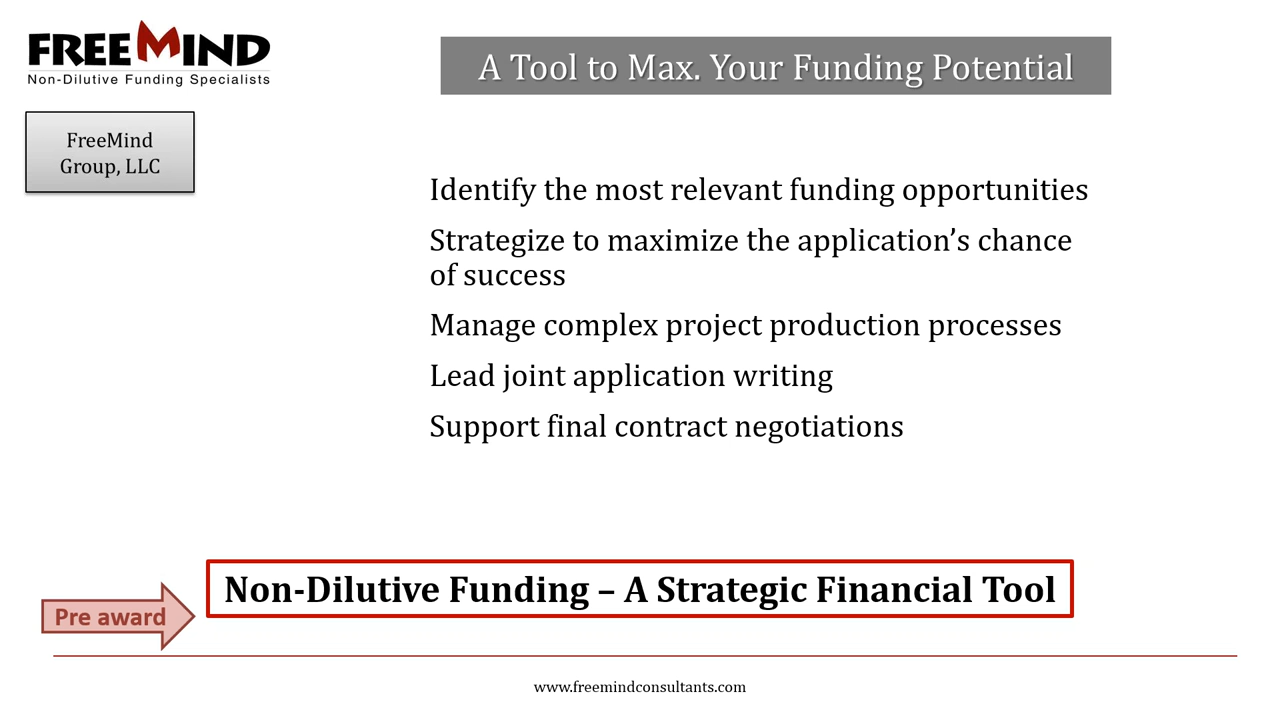 FREEMIND
Non-Dilutive Funding Specialists
A Tool to Max. Your Funding Potential
FreeMind
Group, LLC
Identify the most relevant funding opportunities
Strategize to maximize the application’s chance
of success
Manage complex project production processes
Lead joint application writing
Support final contract negotiations
Non-Dilutive Funding – A Strategic Financial Tool
Pre award
www.freemindconsultants.com